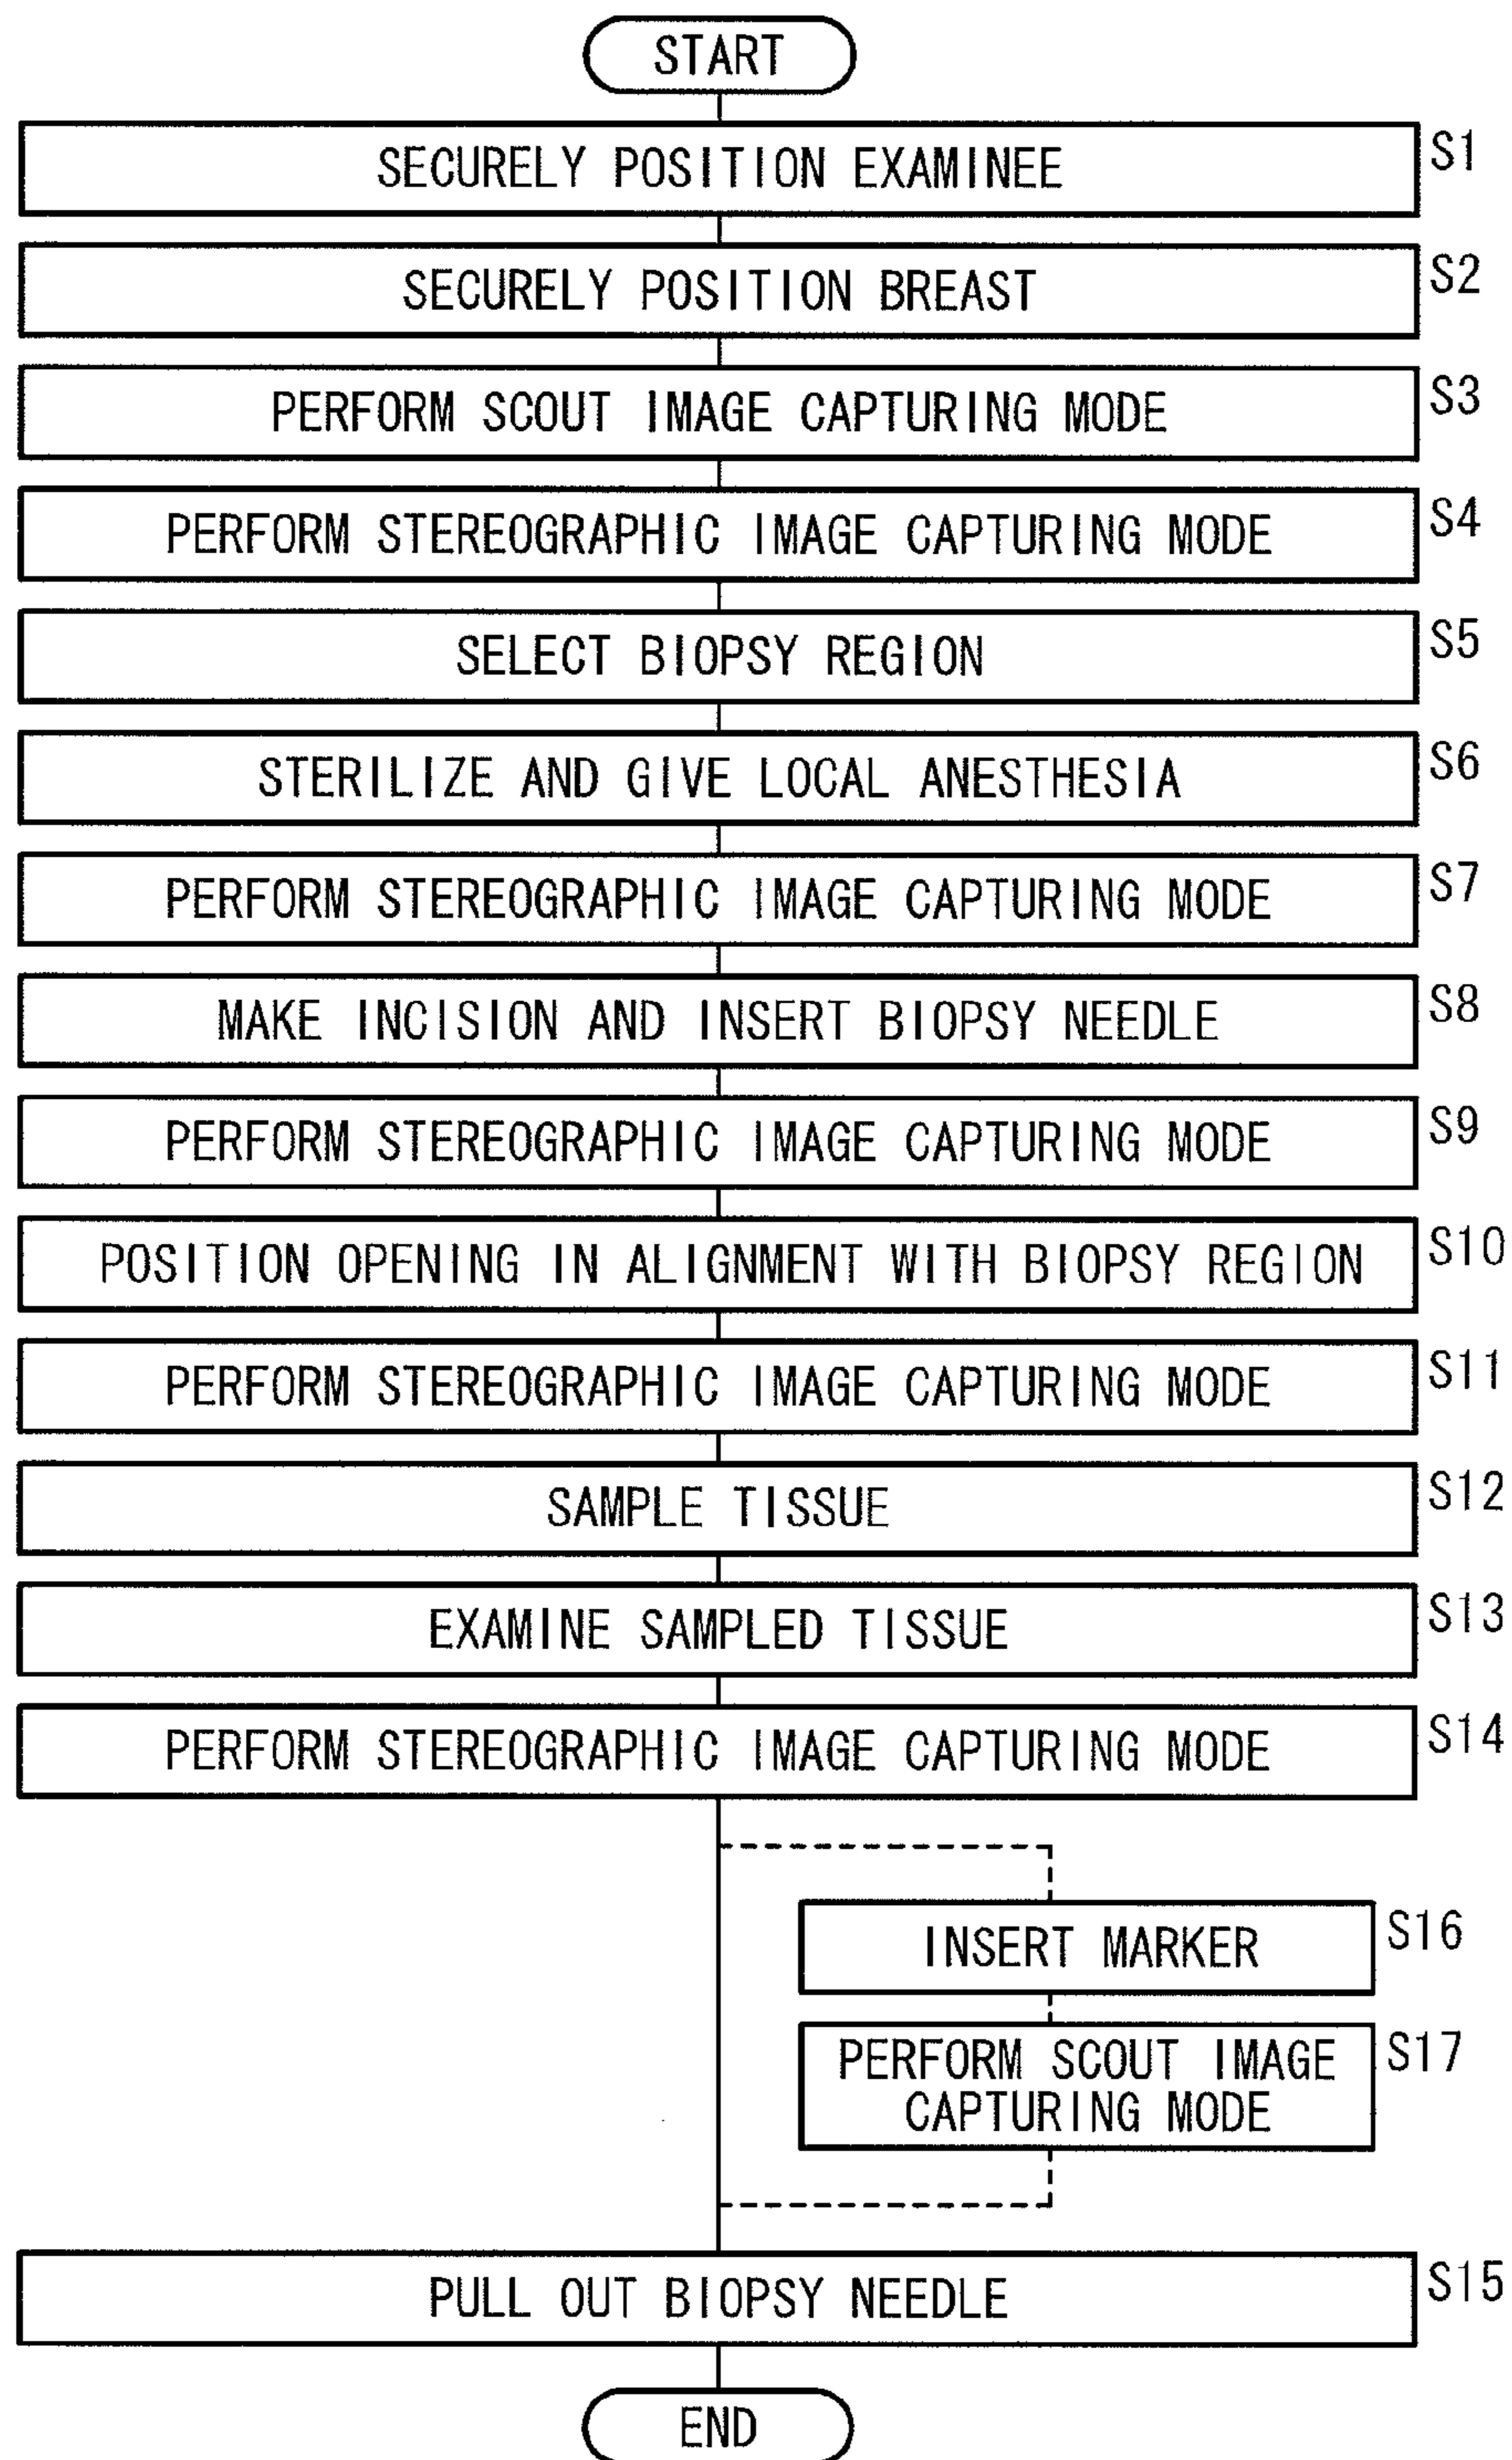 START
SECURELY POSITION EXAMINEE S1
SECURELY POSITION BREAST S2
PERFORM SCOUT IMAGE CAPTURING MODE S3
PERFORM STEREOGRAPHIC IMAGE CAPTURING MODE S4
SELECT BIOPSY REGION S5
STERILIZE AND GIVE LOCAL ANESTHESIA S6
PERFORM STEREOGRAPHIC IMAGE CAPTURING MODE S7
MAKE INCISION AND INSERT BIOPSY NEEDLE S8
PERFORM STEREOGRAPHIC IMAGE CAPTURING MODE S9
POSITION OPENING IN ALIGNMENT WITH BIOPSY REGION S10
PERFORM STEREOGRAPHIC IMAGE CAPTURING MODE S11
SAMPLE TISSUE S12
EXAMINE SAMPLED TISSUE S13
PERFORM STEREOGRAPHIC IMAGE CAPTURING MODE S14
INSERT MARKER S16
PERFORM SCOUT IMAGE S17
CAPTURING MODE
PULL OUT BIOPSY NEEDLE S15
END